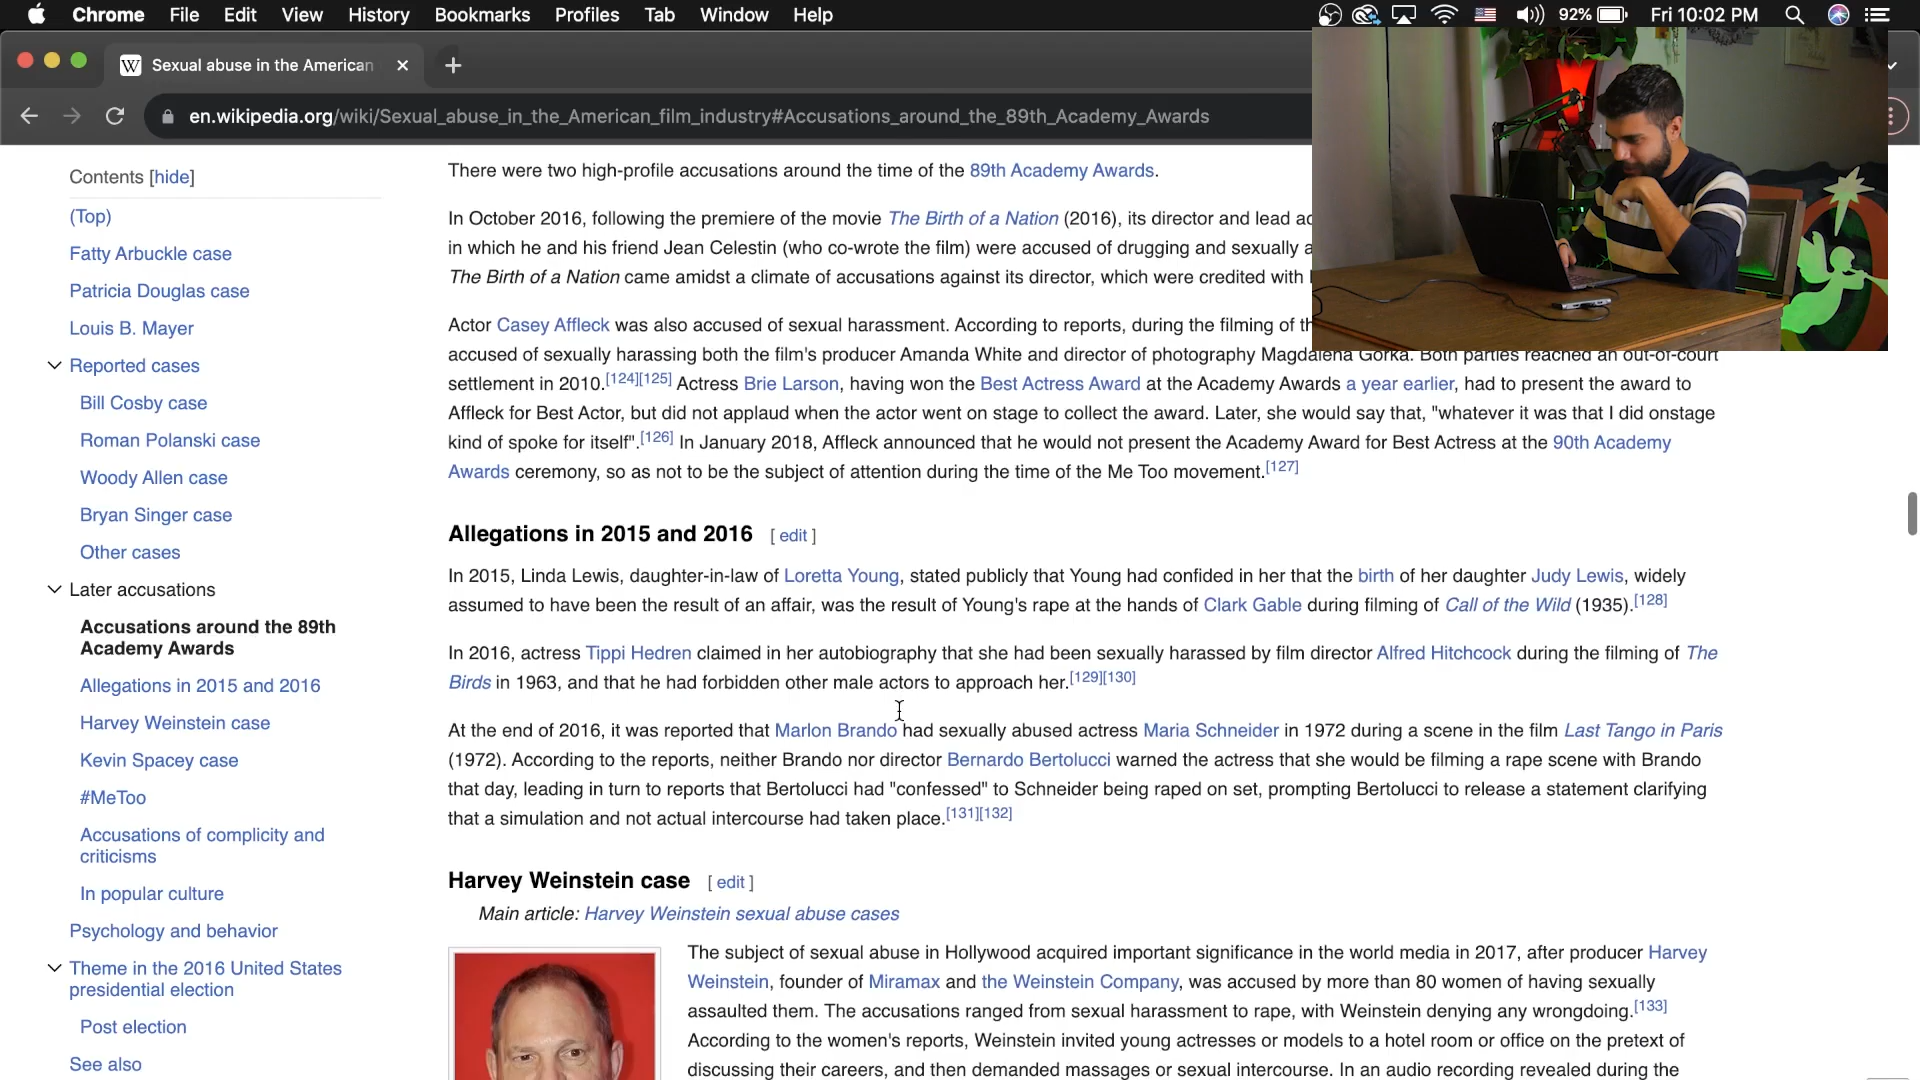 Chrome File Edit View History Bookmarks Profiles Tab Window Help 92% Fri 10:02 PM
W Sexual abuse in the American
en.wikipedia.org/wiki/Sexual_abuse_in_the_American_film_industry#Accusations_around_the_89th_Academy_Awards
Contents [hide]
(Top)
Fatty Arbuckle case
Patricia Douglas case
Louis B. Mayer
Reported cases
Bill Cosby case
Roman Polanski case
Woody Allen case
Bryan Singer case
Other cases
Later accusations
Accusations around the 89th
Academy Awards
Allegations in 2015 and 2016
Harvey Weinstein case
Kevin Spacey case
#MeToo
Accusations of complicity and
criticisms
In popular culture
Psychology and behavior
Theme in the 2016 United States
presidential election
Post election
See also
There were two high-profile accusations around the time of the 89th Academy Awards.
In October 2016, following the premiere of the movie The Birth of a Nation (2016), its director and lead
in which he and his friend Jean Celestin (who co-wrote the film) were accused of drugging and sexually
The Birth of a Nation came amidst a climate of accusations against its director, which were credited with
Actor Casey Affleck was also accused of sexual harassment. According to reports, during the filming of
accused of sexually harassing both the film's producer Amanda White and director of photography Magdalena Gorka. Both parties reached an out-of-court
settlement in 2010.[124][125] Actress Brie Larson, having won the Best Actress Award at the Academy Awards a year earlier, had to present the award to
Affleck for Best Actor, but did not applaud when the actor went on stage to collect the award. Later, she would say that, "whatever it was that I did onstage
kind of spoke for itself".[126] In January 2018, Affleck announced that he would not present the Academy Award for Best Actress at the 90th Academy
Awards ceremony, so as not to be the subject of attention during the time of the Me Too movement.[127]
Allegations in 2015 and 2016 [ edit ]
In 2015, Linda Lewis, daughter-in-law of Loretta Young, stated publicly that Young had confided in her that the birth of her daughter Judy Lewis, widely
assumed to have been the result of an affair, was the result of Young's rape at the hands of Clark Gable during filming of Call of the Wild (1935).[128]
In 2016, actress Tippi Hedren claimed in her autobiography that she had been sexually harassed by film director Alfred Hitchcock during the filming of The
Birds in 1963, and that he had forbidden other male actors to approach her.[129][130]
At the end of 2016, it was reported that Marlon Brando had sexually abused actress Maria Schneider in 1972 during a scene in the film Last Tango in Paris
(1972). According to the reports, neither Brando nor director Bernardo Bertolucci warned the actress that she would be filming a rape scene with Brando
that day, leading in turn to reports that Bertolucci had "confessed" to Schneider being raped on set, prompting Bertolucci to release a statement clarifying
that a simulation and not actual intercourse had taken place.[131][132]
Harvey Weinstein case [ edit ]
Main article: Harvey Weinstein sexual abuse cases
The subject of sexual abuse in Hollywood acquired important significance in the world media in 2017, after producer Harvey
Weinstein, founder of Miramax and the Weinstein Company, was accused by more than 80 women of having sexually
assaulted them. The accusations ranged from sexual harassment to rape, with Weinstein denying any wrongdoing.[133]
According to the women's reports, Weinstein invited young actresses or models to a hotel room or office on the pretext of
discussing their careers, and then demanded massages or sexual intercourse. In an audio recording revealed during the